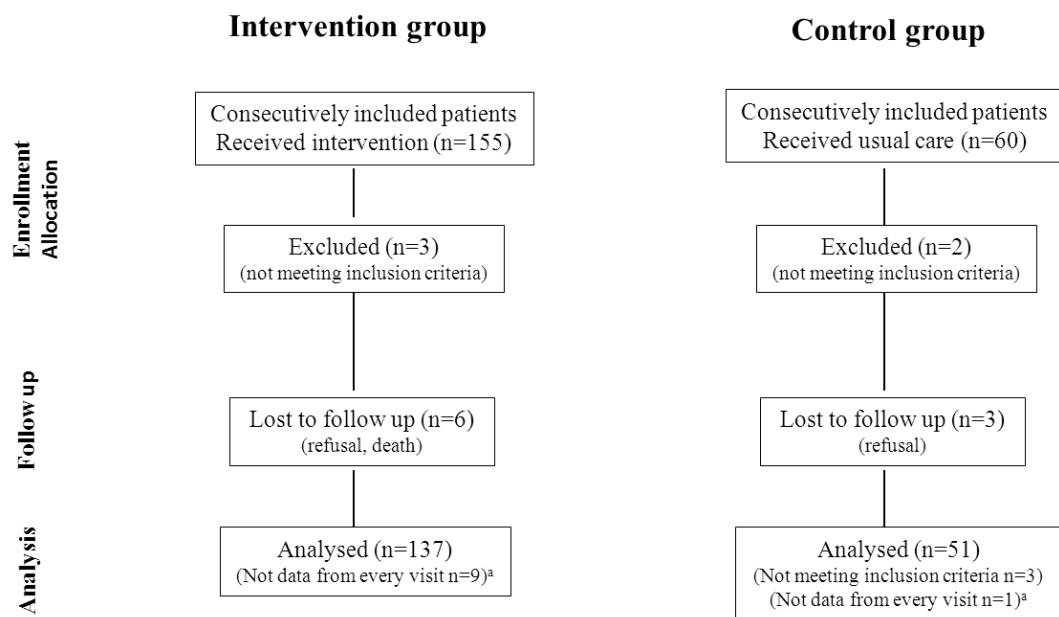 Intervention group
Control group
Enrollment
Allocation
Consecutively included patients
Received intervention (n=155)
Consecutively included patients
Received usual care (n=60)
Excluded (n=3)
(not meeting inclusion criteria)
Excluded (n=2)
(not meeting inclusion criteria)
Follow up
Lost to follow up (n=6)
(refusal, death)
Lost to follow up (n=3)
(refusal)
Analysis
Analysed (n=137)
(Not data from every visit n=9)ᵃ
Analysed (n=51)
(Not meeting inclusion criteria n=3)
(Not data from every visit n=1)ᵃ